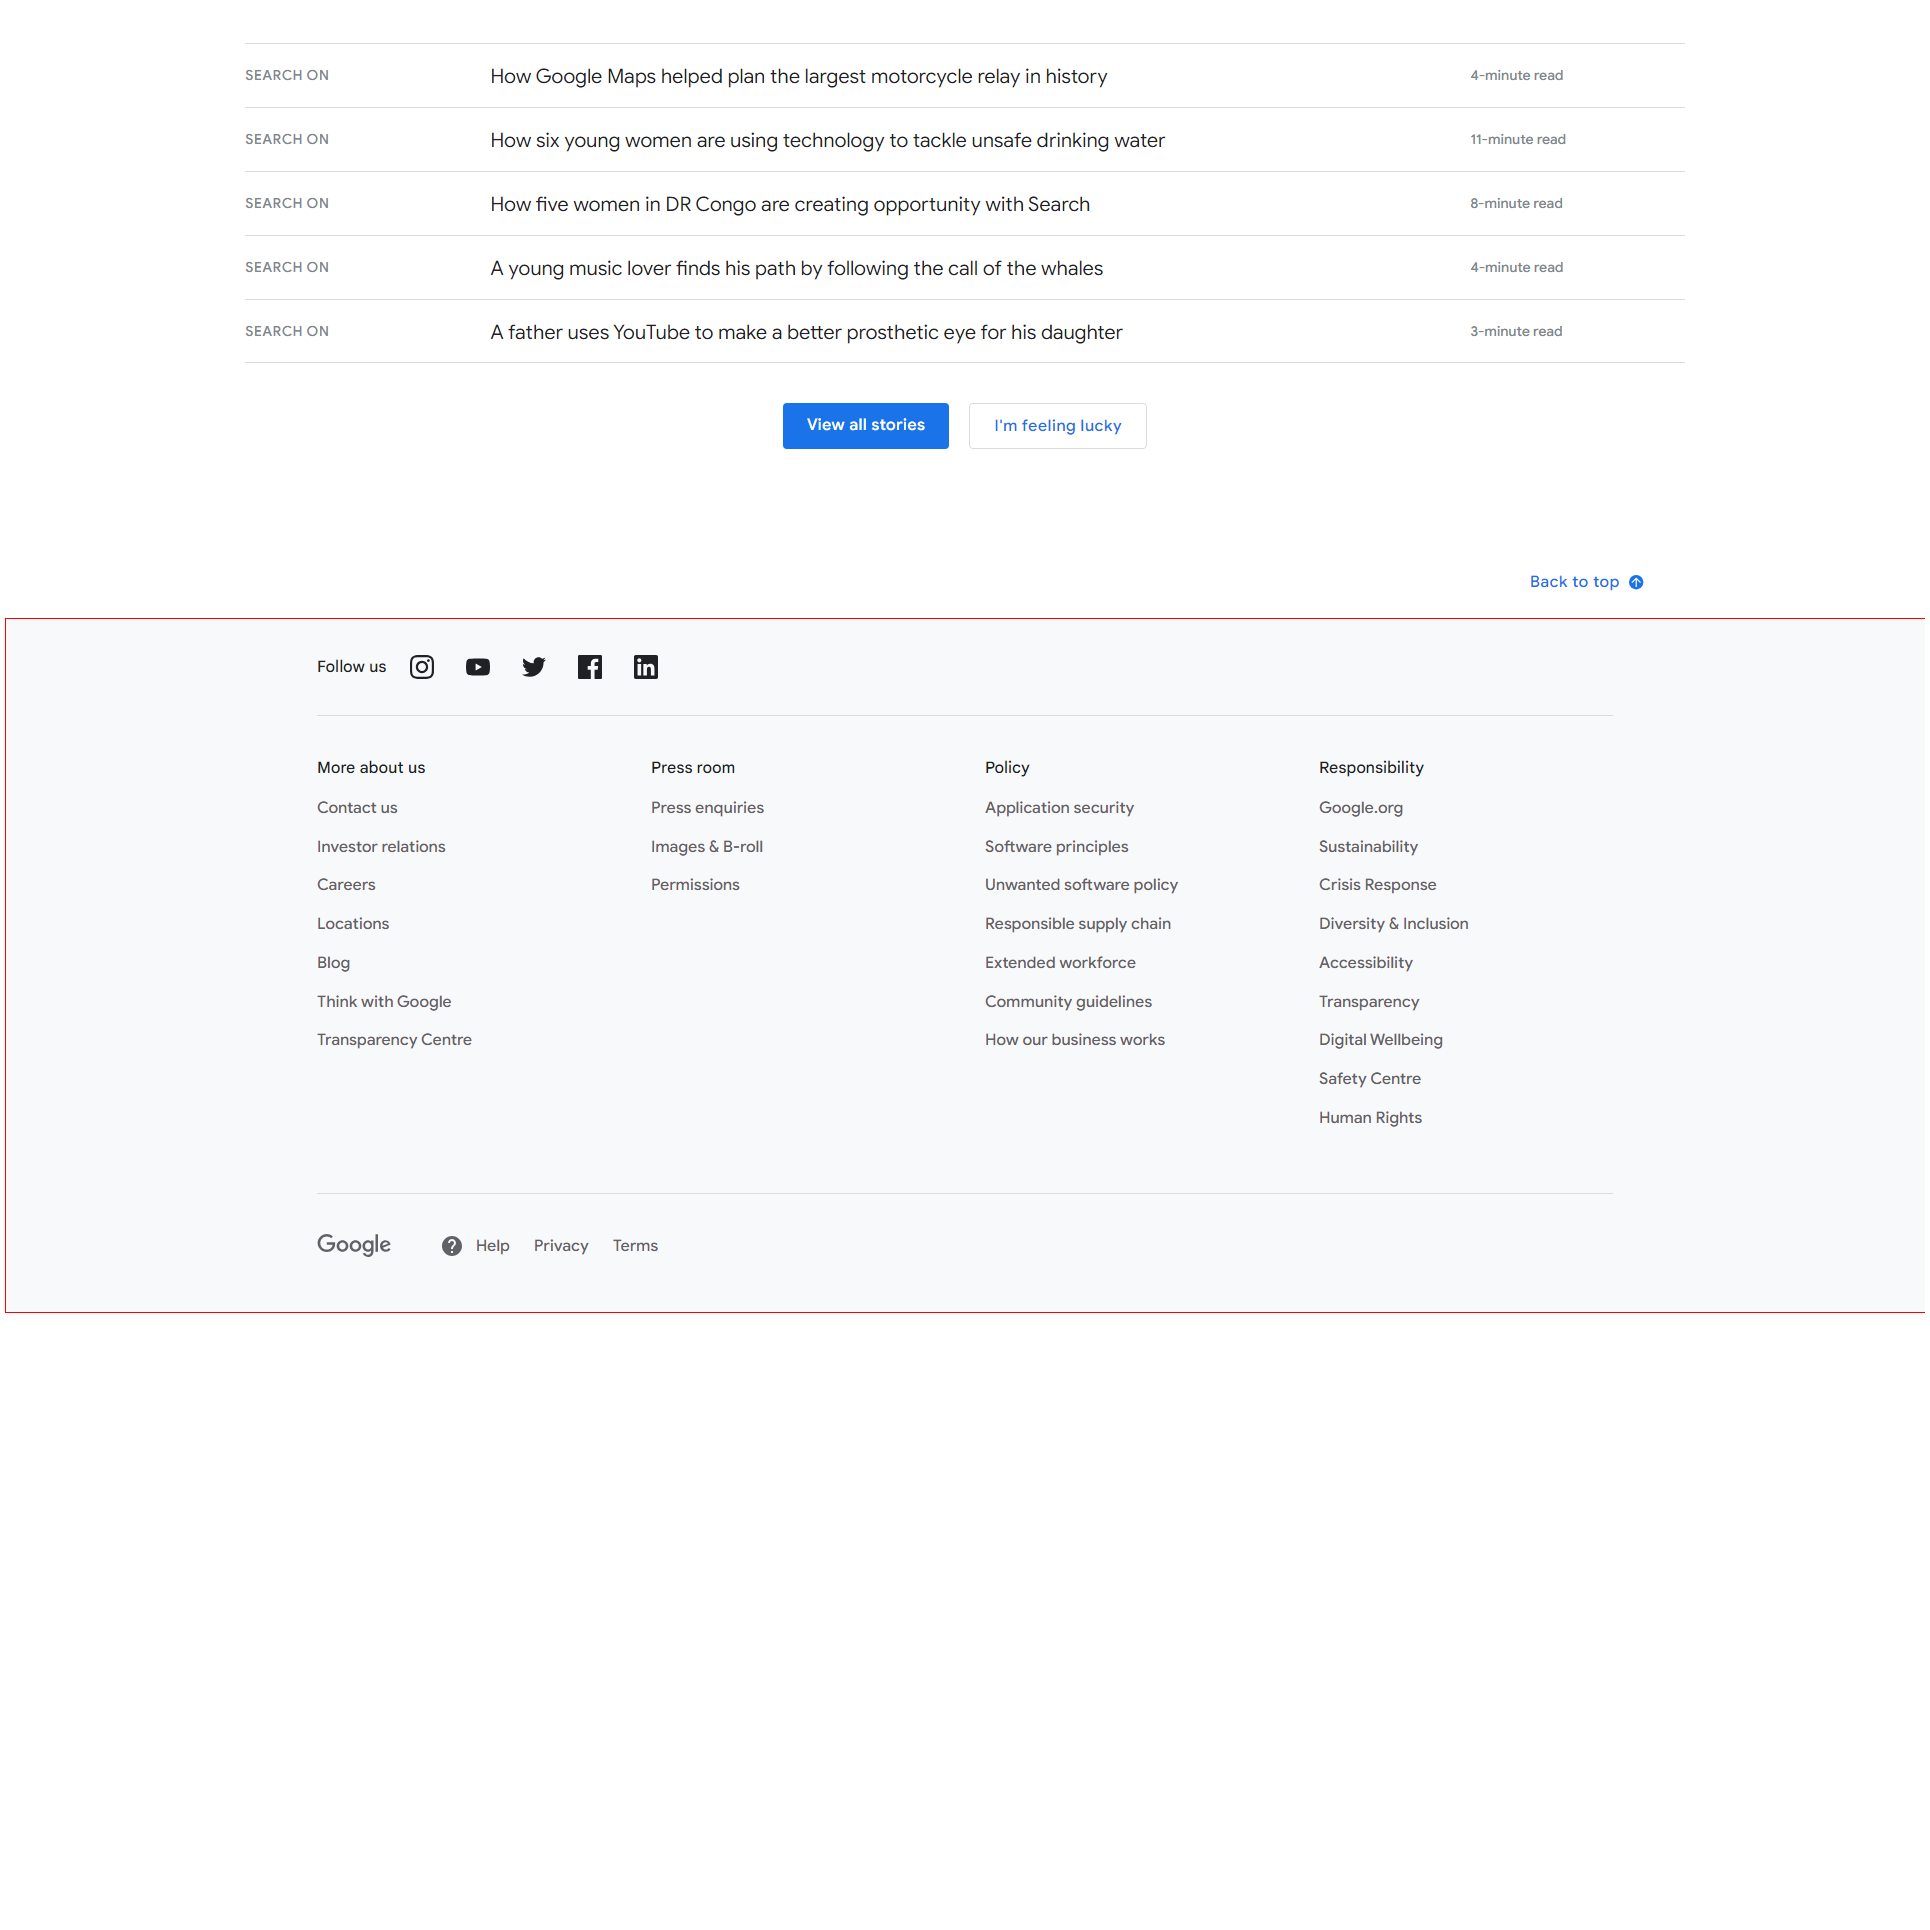 SEARCH ON How Google Maps helped plan the largest motorcycle relay in history 4-minute read
SEARCH ON How six young women are using technology to tackle unsafe drinking water 11-minute read
SEARCH ON How five women in DR Congo are creating opportunity with Search 8-minute read
SEARCH ON A young music lover finds his path by following the call of the whales 4-minute read
SEARCH ON A father uses YouTube to make a better prosthetic eye for his daughter 3-minute read
View all stories I'm feeling lucky
Back to top
Follow us
More about us
Contact us
Investor relations
Careers
Locations
Blog
Think with Google
Transparency Centre
Press room
Press enquiries
Images & B-roll
Permissions
Policy
Application security
Software principles
Unwanted software policy
Responsible supply chain
Extended workforce
Community guidelines
How our business works
Responsibility
Google.org
Sustainability
Crisis Response
Diversity & Inclusion
Accessibility
Transparency
Digital Wellbeing
Safety Centre
Human Rights
Google Help Privacy Terms